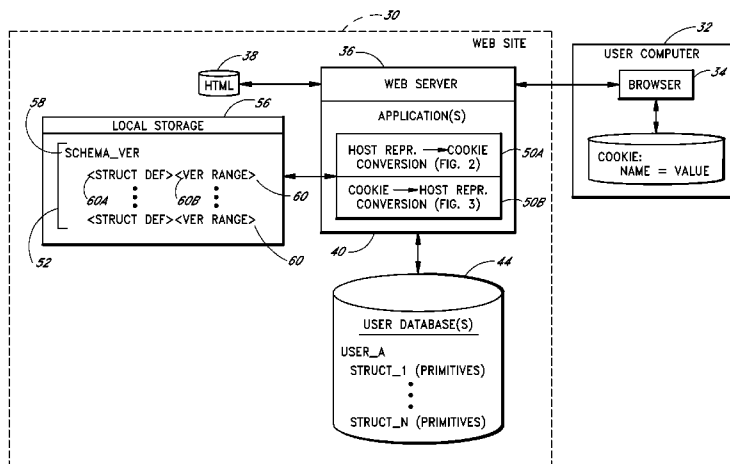 30
WEB SITE
38
HTML
36
WEB SERVER
APPLICATION(S)
HOST REPR. → COOKIE
CONVERSION (FIG. 2)
50A
COOKIE → HOST REPR.
CONVERSION (FIG. 3)
50B
40
32
USER COMPUTER
BROWSER
34
COOKIE:
NAME = VALUE
56
LOCAL STORAGE
58
SCHEMA_VER
<STRUCT DEF><VER RANGE>
60
60A
60B
<STRUCT DEF><VER RANGE>
52
60
44
USER DATABASE(S)
USER_A
STRUCT_1 (PRIMITIVES)
STRUCT_N (PRIMITIVES)